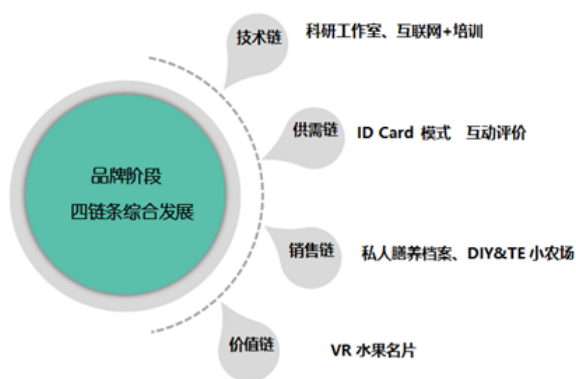 技术链
科研工作室、互联网+培训
供需链
ID Card 模式 互动评价
品牌阶段
四链条综合发展
销售链
私人膳养档案、DIY&TE 小农场
价值链
VR 水果名片